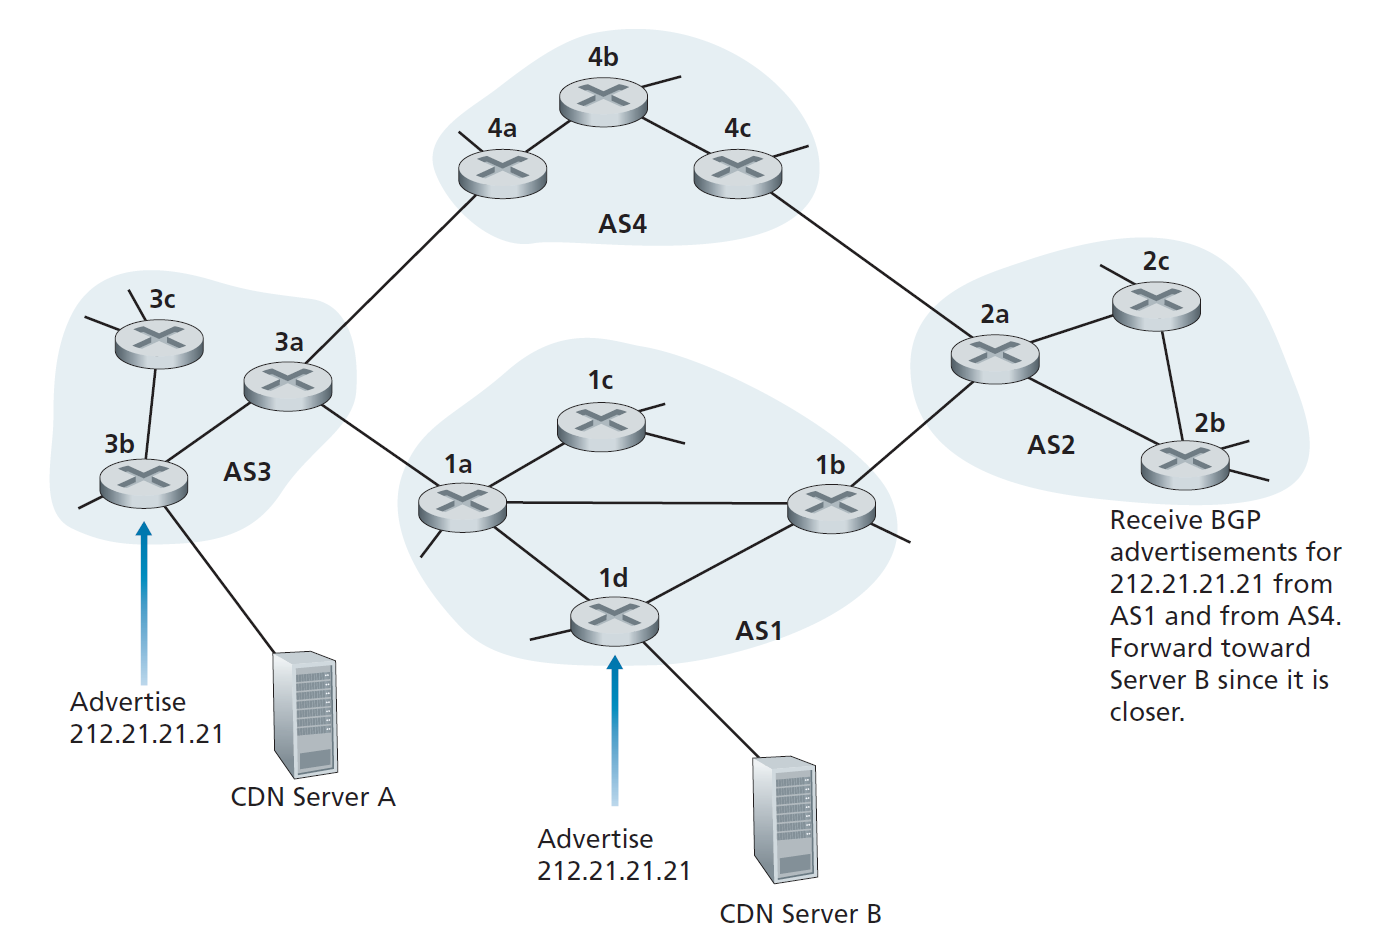 4b
4a
4c
AS4
2c
2a
3c
3a
1c
2b
3b
AS2
1a
1b
AS3
Receive BGP
advertisements for
212.21.21.21 from
AS1 and from AS4.
Forward toward
Server B since it is
closer.
1d
AS1
Advertise
212.21.21.21
CDN Server A
Advertise
212.21.21.21
CDN Server B